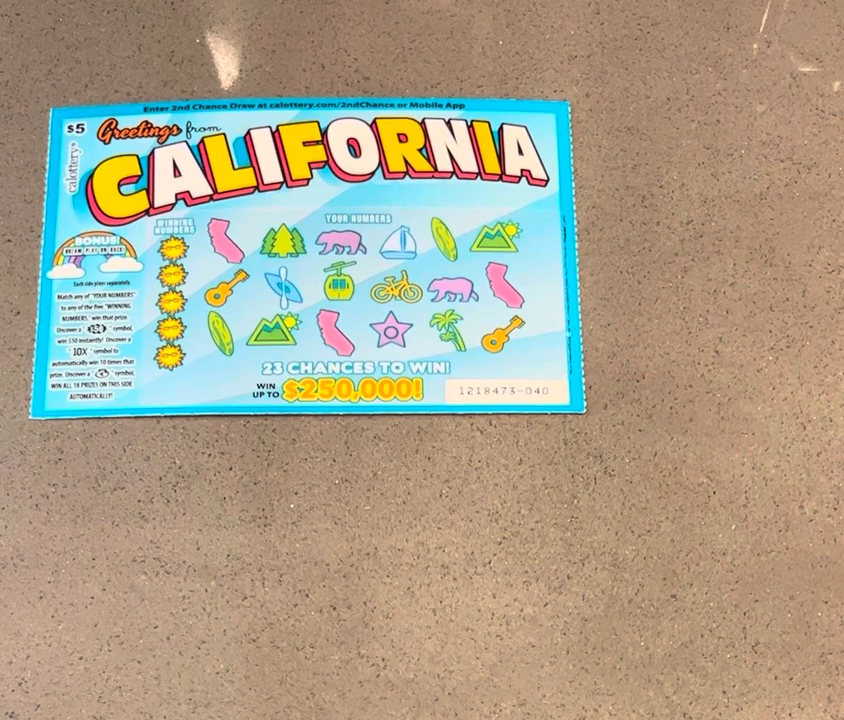 Enter 2nd Chance Draw at calottery.com/2ndChance or Mobile App
$5
calottery
Greetings from
CALIFORNIA
WINNING
NUMBERS
YOUR NUMBERS
BONUS!
Each side plays separately.
Match any of "YOUR NUMBERS"
to any of the five "WINNING
NUMBERS," win that prize.
Uncover a " " symbol,
win $50 instantly! Uncover a
"10X" symbol to
automatically win 10 times that
prize. Uncover a " " symbol,
WIN ALL 18 PRIZES ON THIS SIDE
AUTOMATICALLY!
23 CHANCES TO WIN!
WIN
UP TO $250,000!
1218473-040